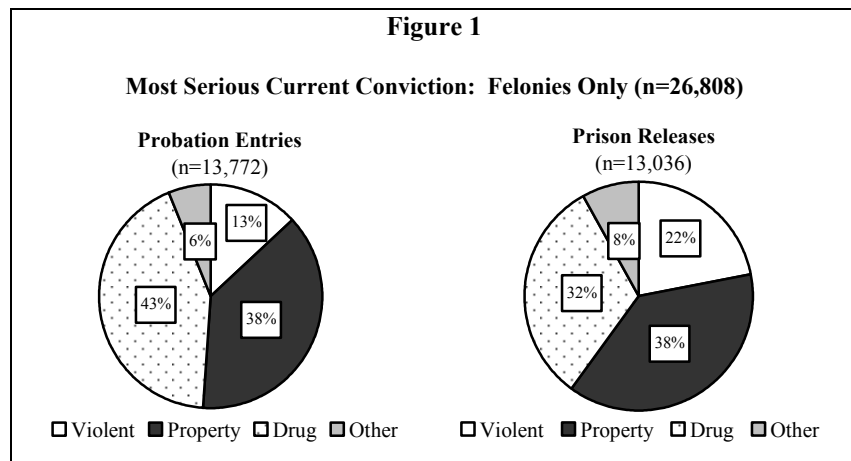 Figure 1
Most Serious Current Conviction: Felonies Only (n=26,808)
Probation Entries
(n=13,772)
13%
6%
43%
38%
Violent Property Drug Other
Prison Releases
(n=13,036)
22%
8%
32%
38%
Violent Property Drug Other